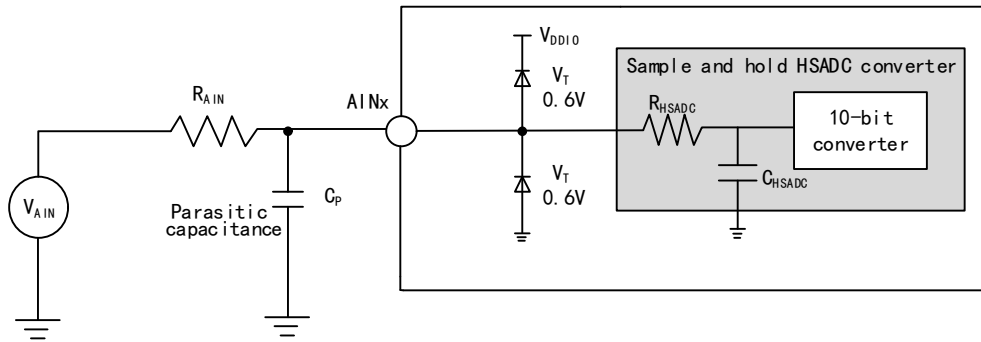 V_DDIO
V_T
0.6V
Sample and hold HSADC converter
R_AIN
AINx
R_HSADC
10-bit
converter
V_T
0.6V
C_HSADC
V_AIN
Parasitic
capacitance
C_P